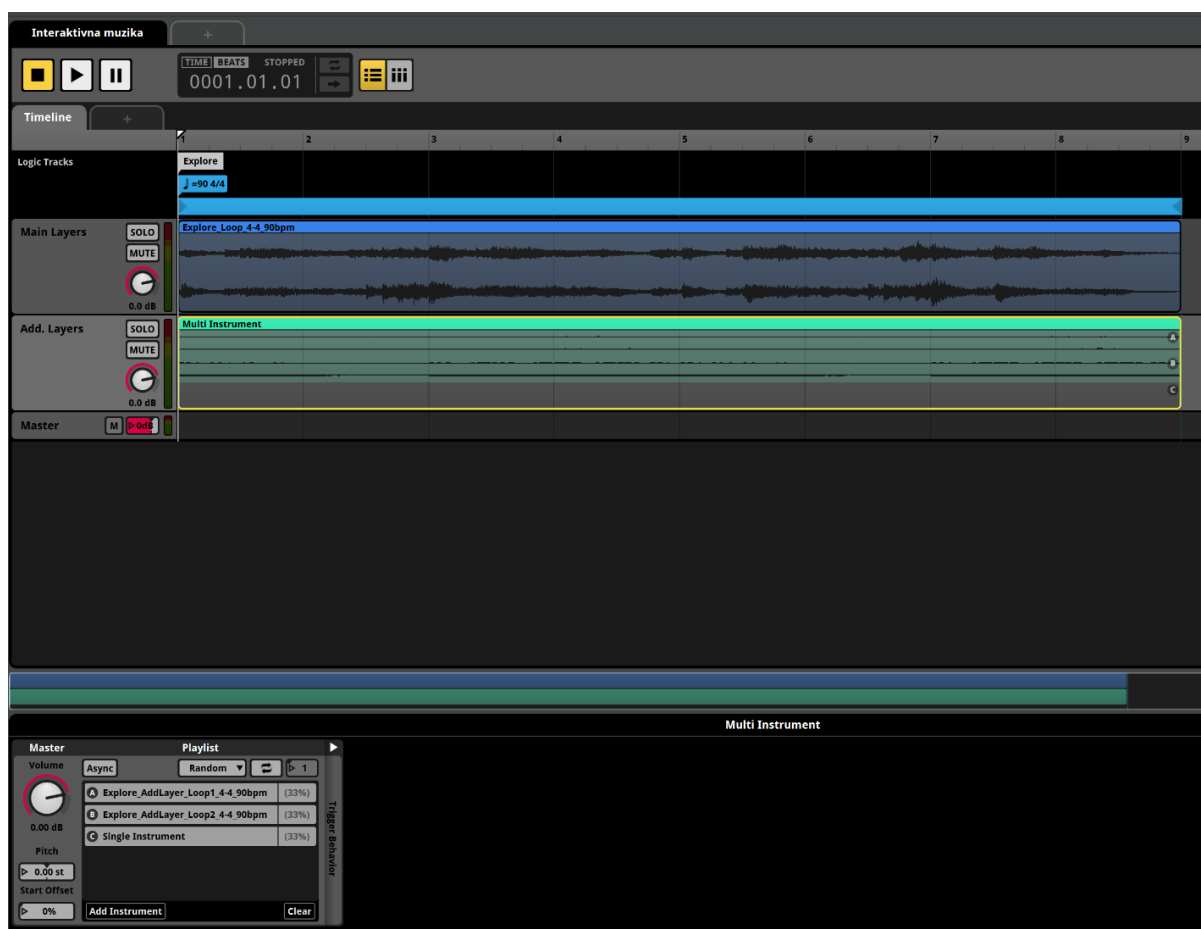 Interaktivna muzika +
TIME BEATS STOPPED
0001.01.01
Timeline +
1 2 3 4 5 6 7 8 9
Logic Tracks
Explore
♩=90 4/4
Main Layers SOLO
MUTE
0.0 dB
Explore_Loop_4-4_90bpm
Add. Layers SOLO
MUTE
0.0 dB
Multi Instrument
A
B
C
Master M 0dB
Multi Instrument
Master Playlist
Volume Async Random 1
A Explore_AddLayer_Loop1_4-4_90bpm (33%)
B Explore_AddLayer_Loop2_4-4_90bpm (33%)
C Single Instrument (33%)
0.00 dB
Pitch
0.00 st
Start Offset
0% Add Instrument Clear
Trigger Behavior